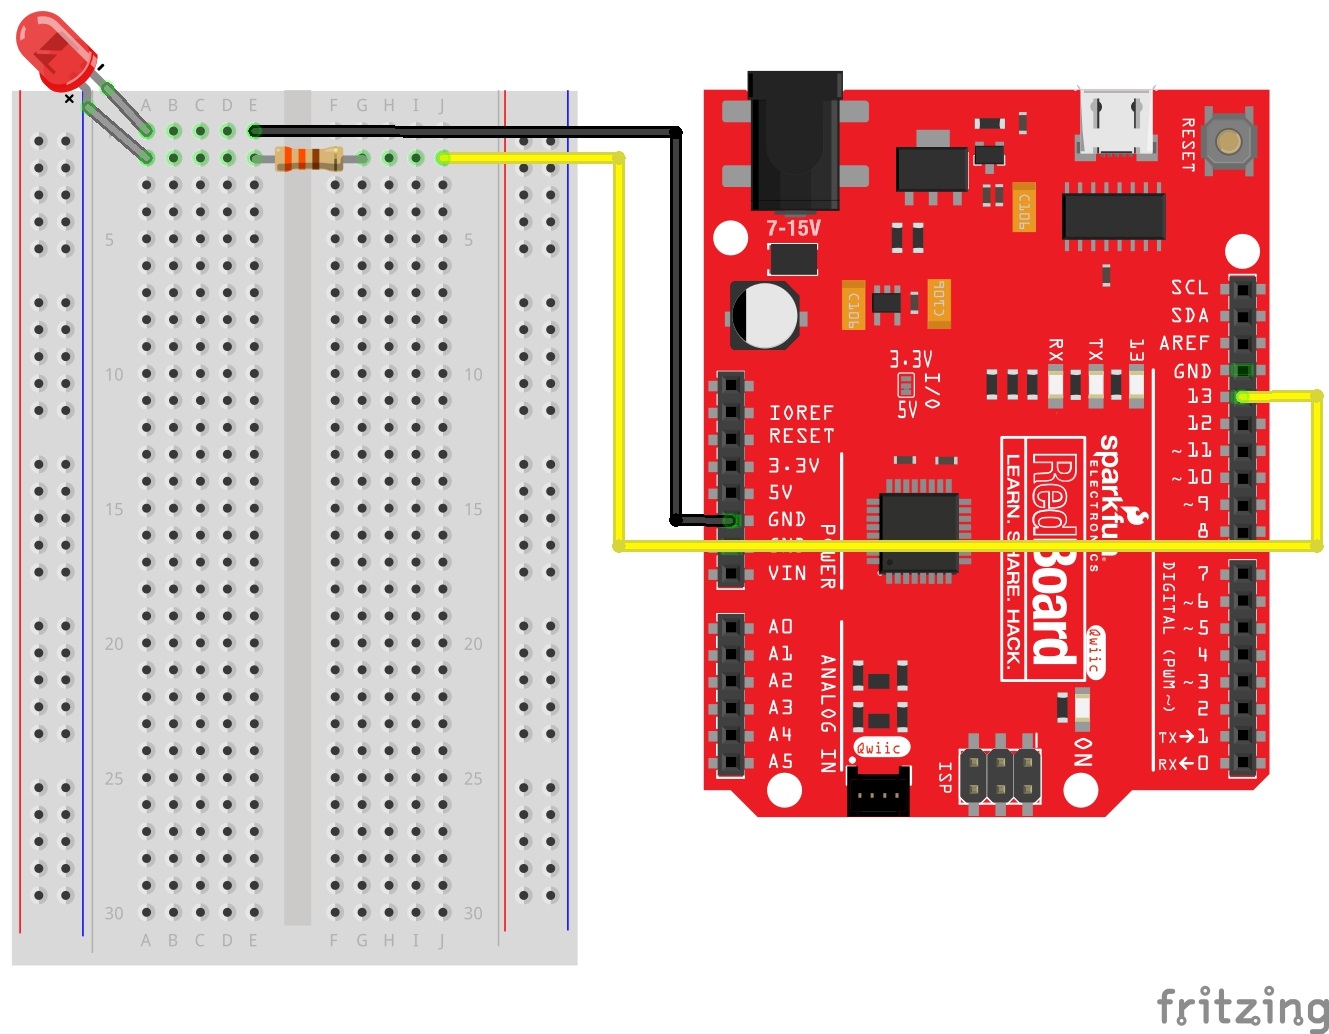 A B C D E F G H I J
5 5
10 10
15 15
20 20
25 25
30 30
A B C D E F G H I J
7-15V
RESET
C106
C106
C106
3.3V
I/O
5V
RX
TX
13
SCL
SDA
AREF
GND
13
12
~11
~10
~9
8
7
~6
~5
4
~3
2
TX→1
RX←0
DIGITAL (PWM~)
IOREF
RESET
3.3V
5V
GND
GND
VIN
POWER
A0
A1
A2
A3
A4
A5
ANALOG IN
sparkfun
ELECTRONICS
RedBoard
LEARN. SHARE. HACK.
Qwiic
Qwiic
ISP
ON
fritzing